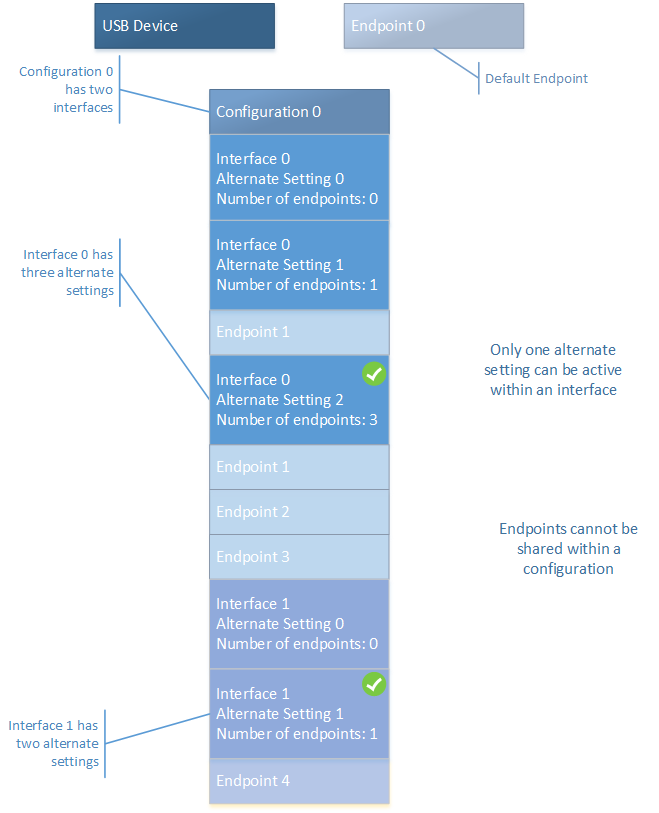 USB Device
Endpoint 0
Configuration 0
has two
interfaces
Default Endpoint
Configuration 0
Interface 0
Alternate Setting 0
Number of endpoints: 0
Interface 0 has
three alternate
settings
Interface 0
Alternate Setting 1
Number of endpoints: 1
Endpoint 1
Only one alternate
setting can be active
within an interface
Interface 0
Alternate Setting 2
Number of endpoints: 3
Endpoint 1
Endpoint 2
Endpoint 3
Endpoints cannot be
shared within a
configuration
Interface 1
Alternate Setting 0
Number of endpoints: 0
Interface 1
Alternate Setting 1
Number of endpoints: 1
Interface 1 has
two alternate
settings
Endpoint 4